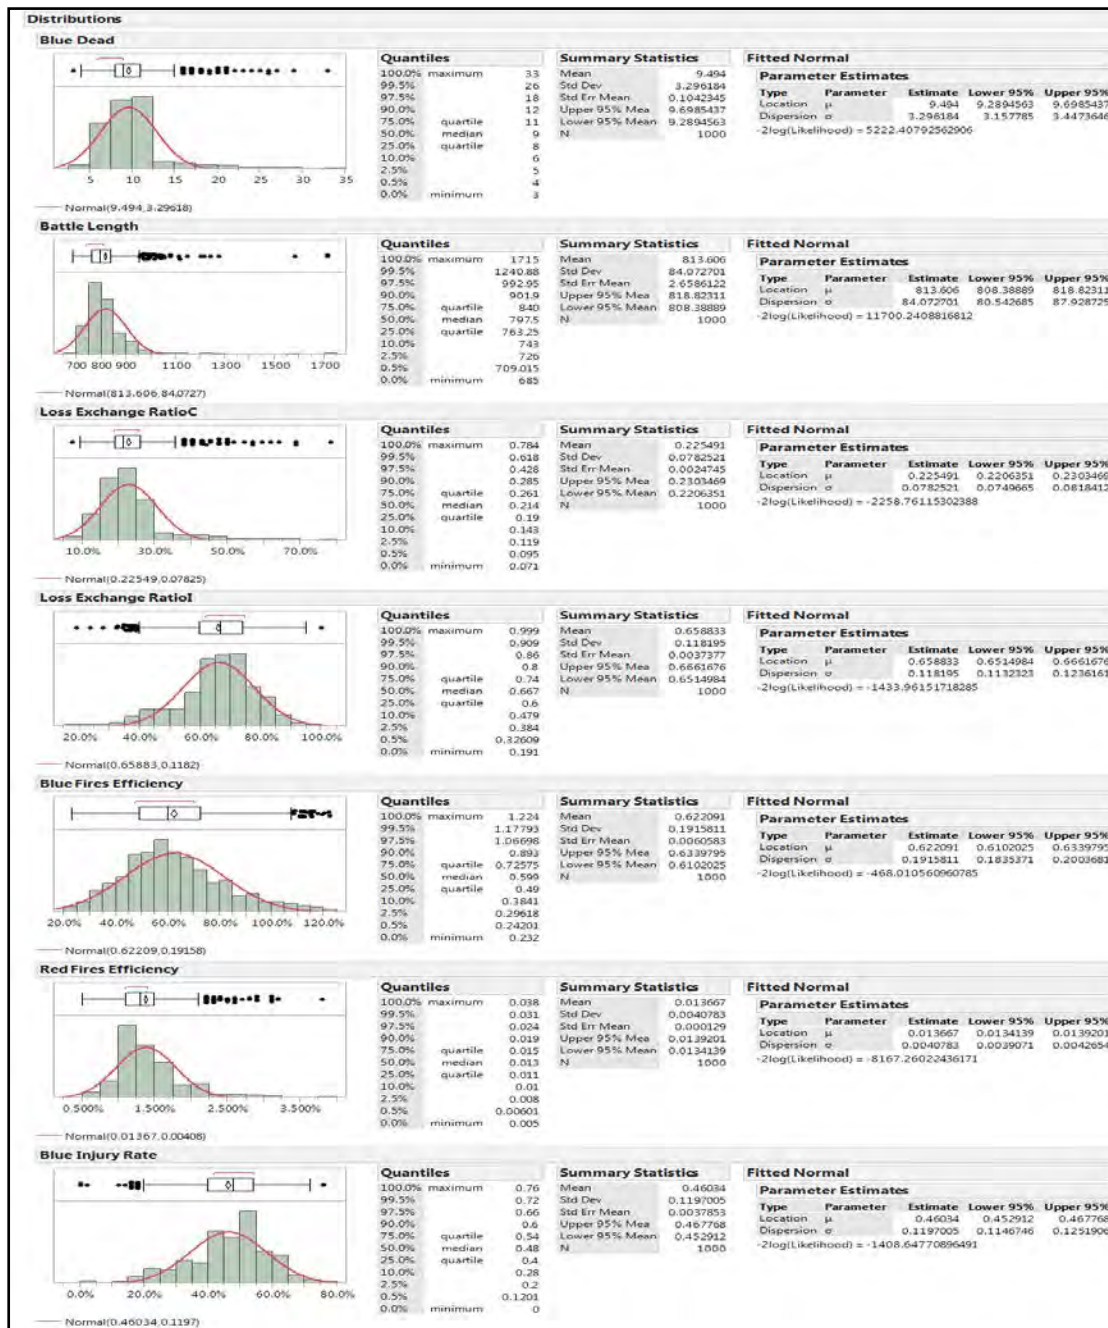 Distributions
Blue Dead
5 10 15 20 25 30 35
Normal(9.494,3.29618)
Quantiles
100.0% maximum 33
99.5% 26
97.5% 18
90.0% 12
75.0% quartile 11
50.0% median 9
25.0% quartile 8
10.0% 6
2.5% 5
0.5% 4
0.0% minimum 3
Summary Statistics
Mean 9.494
Std Dev 3.296184
Std Err Mean 0.1042345
Upper 95% Mea 9.6985437
Lower 95% Mean 9.2894563
N 1000
Fitted Normal
Parameter Estimates
Type Parameter Estimate Lower 95% Upper 95%
Location μ 9.494 9.2894563 9.6985437
Dispersion σ 3.296184 3.157785 3.4473646
-2log(Likelihood) = 5222.40792562906
Battle Length
700 800 900 1100 1300 1500 1700
Normal(813.606,84.0727)
Quantiles
100.0% maximum 1715
99.5% 1240.88
97.5% 992.95
90.0% 901.9
75.0% quartile 840
50.0% median 797.5
25.0% quartile 763.25
10.0% 743
2.5% 726
0.5% 709.015
0.0% minimum 685
Summary Statistics
Mean 813.606
Std Dev 84.072701
Std Err Mean 2.6586122
Upper 95% Mea 818.82311
Lower 95% Mean 808.38889
N 1000
Fitted Normal
Parameter Estimates
Type Parameter Estimate Lower 95% Upper 95%
Location μ 813.606 808.38889 818.82311
Dispersion σ 84.072701 80.542685 87.928725
-2log(Likelihood) = 11700.2408816812
Loss Exchange RatioC
10.0% 30.0% 50.0% 70.0%
Normal(0.22549,0.07825)
Quantiles
100.0% maximum 0.784
99.5% 0.618
97.5% 0.428
90.0% 0.285
75.0% quartile 0.261
50.0% median 0.214
25.0% quartile 0.19
10.0% 0.143
2.5% 0.119
0.5% 0.095
0.0% minimum 0.071
Summary Statistics
Mean 0.225491
Std Dev 0.0782521
Std Err Mean 0.0024745
Upper 95% Mea 0.2303469
Lower 95% Mean 0.2206351
N 1000
Fitted Normal
Parameter Estimates
Type Parameter Estimate Lower 95% Upper 95%
Location μ 0.225491 0.2206351 0.2303469
Dispersion σ 0.0782521 0.0749665 0.0818412
-2log(Likelihood) = -2258.76115302388
Loss Exchange RatioI
20.0% 40.0% 60.0% 80.0% 100.0%
Normal(0.65883,0.1182)
Quantiles
100.0% maximum 0.999
99.5% 0.909
97.5% 0.86
90.0% 0.8
75.0% quartile 0.74
50.0% median 0.667
25.0% quartile 0.6
10.0% 0.479
2.5% 0.384
0.5% 0.32609
0.0% minimum 0.191
Summary Statistics
Mean 0.658833
Std Dev 0.118195
Std Err Mean 0.0037377
Upper 95% Mea 0.6661676
Lower 95% Mean 0.6514984
N 1000
Fitted Normal
Parameter Estimates
Type Parameter Estimate Lower 95% Upper 95%
Location μ 0.658833 0.6514984 0.6661676
Dispersion σ 0.118195 0.1132323 0.1236161
-2log(Likelihood) = -1433.96151718285
Blue Fires Efficiency
20.0% 40.0% 60.0% 80.0% 100.0% 120.0%
Normal(0.62209,0.19158)
Quantiles
100.0% maximum 1.224
99.5% 1.17793
97.5% 1.06698
90.0% 0.893
75.0% quartile 0.72575
50.0% median 0.599
25.0% quartile 0.49
10.0% 0.3841
2.5% 0.29618
0.5% 0.24201
0.0% minimum 0.232
Summary Statistics
Mean 0.622091
Std Dev 0.1915811
Std Err Mean 0.0060583
Upper 95% Mea 0.6339795
Lower 95% Mean 0.6102025
N 1000
Fitted Normal
Parameter Estimates
Type Parameter Estimate Lower 95% Upper 95%
Location μ 0.622091 0.6102025 0.6339795
Dispersion σ 0.1915811 0.1835371 0.2003681
-2log(Likelihood) = -468.010560960785
Red Fires Efficiency
0.500% 1.500% 2.500% 3.500%
Normal(0.01367,0.00408)
Quantiles
100.0% maximum 0.038
99.5% 0.031
97.5% 0.024
90.0% 0.019
75.0% quartile 0.015
50.0% median 0.013
25.0% quartile 0.011
10.0% 0.01
2.5% 0.008
0.5% 0.00601
0.0% minimum 0.005
Summary Statistics
Mean 0.013667
Std Dev 0.0040783
Std Err Mean 0.000129
Upper 95% Mea 0.0139201
Lower 95% Mean 0.0134139
N 1000
Fitted Normal
Parameter Estimates
Type Parameter Estimate Lower 95% Upper 95%
Location μ 0.013667 0.0134139 0.0139201
Dispersion σ 0.0040783 0.0039071 0.0042654
-2log(Likelihood) = -8167.26022436171
Blue Injury Rate
0.0% 20.0% 40.0% 60.0% 80.0%
Normal(0.46034,0.1197)
Quantiles
100.0% maximum 0.76
99.5% 0.72
97.5% 0.66
90.0% 0.6
75.0% quartile 0.54
50.0% median 0.48
25.0% quartile 0.4
10.0% 0.28
2.5% 0.2
0.5% 0.1201
0.0% minimum 0
Summary Statistics
Mean 0.46034
Std Dev 0.1197005
Std Err Mean 0.0037853
Upper 95% Mea 0.467768
Lower 95% Mean 0.452912
N 1000
Fitted Normal
Parameter Estimates
Type Parameter Estimate Lower 95% Upper 95%
Location μ 0.46034 0.452912 0.467768
Dispersion σ 0.1197005 0.1146746 0.1251906
-2log(Likelihood) = -1408.64770896491